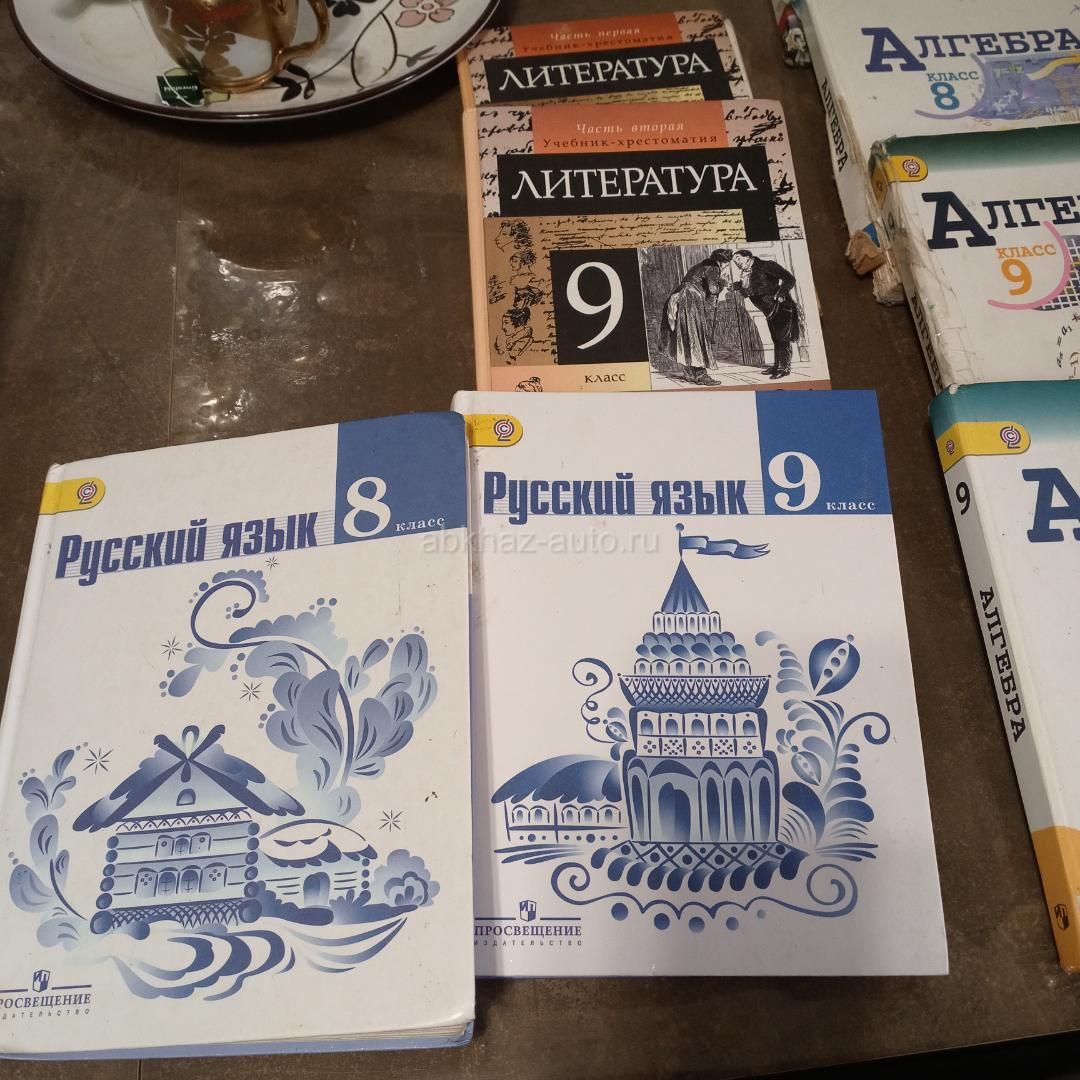 Часть первая
Учебник-хрестоматия
ЛИТЕРАТУРА
Часть вторая
Учебник-хрестоматия
ЛИТЕРАТУРА
9
класс
АЛГЕБРА
КЛАСС
8
АЛГЕБРА
АЛГЕ
КЛАСС
9
9
АЛГЕБРА
А
Русский язык 8 класс
ПРОСВЕЩЕНИЕ
ИЗДАТЕЛЬСТВО
Русский язык 9 класс
ПРОСВЕЩЕНИЕ
ИЗДАТЕЛЬСТВО
abkhaz-auto.ru